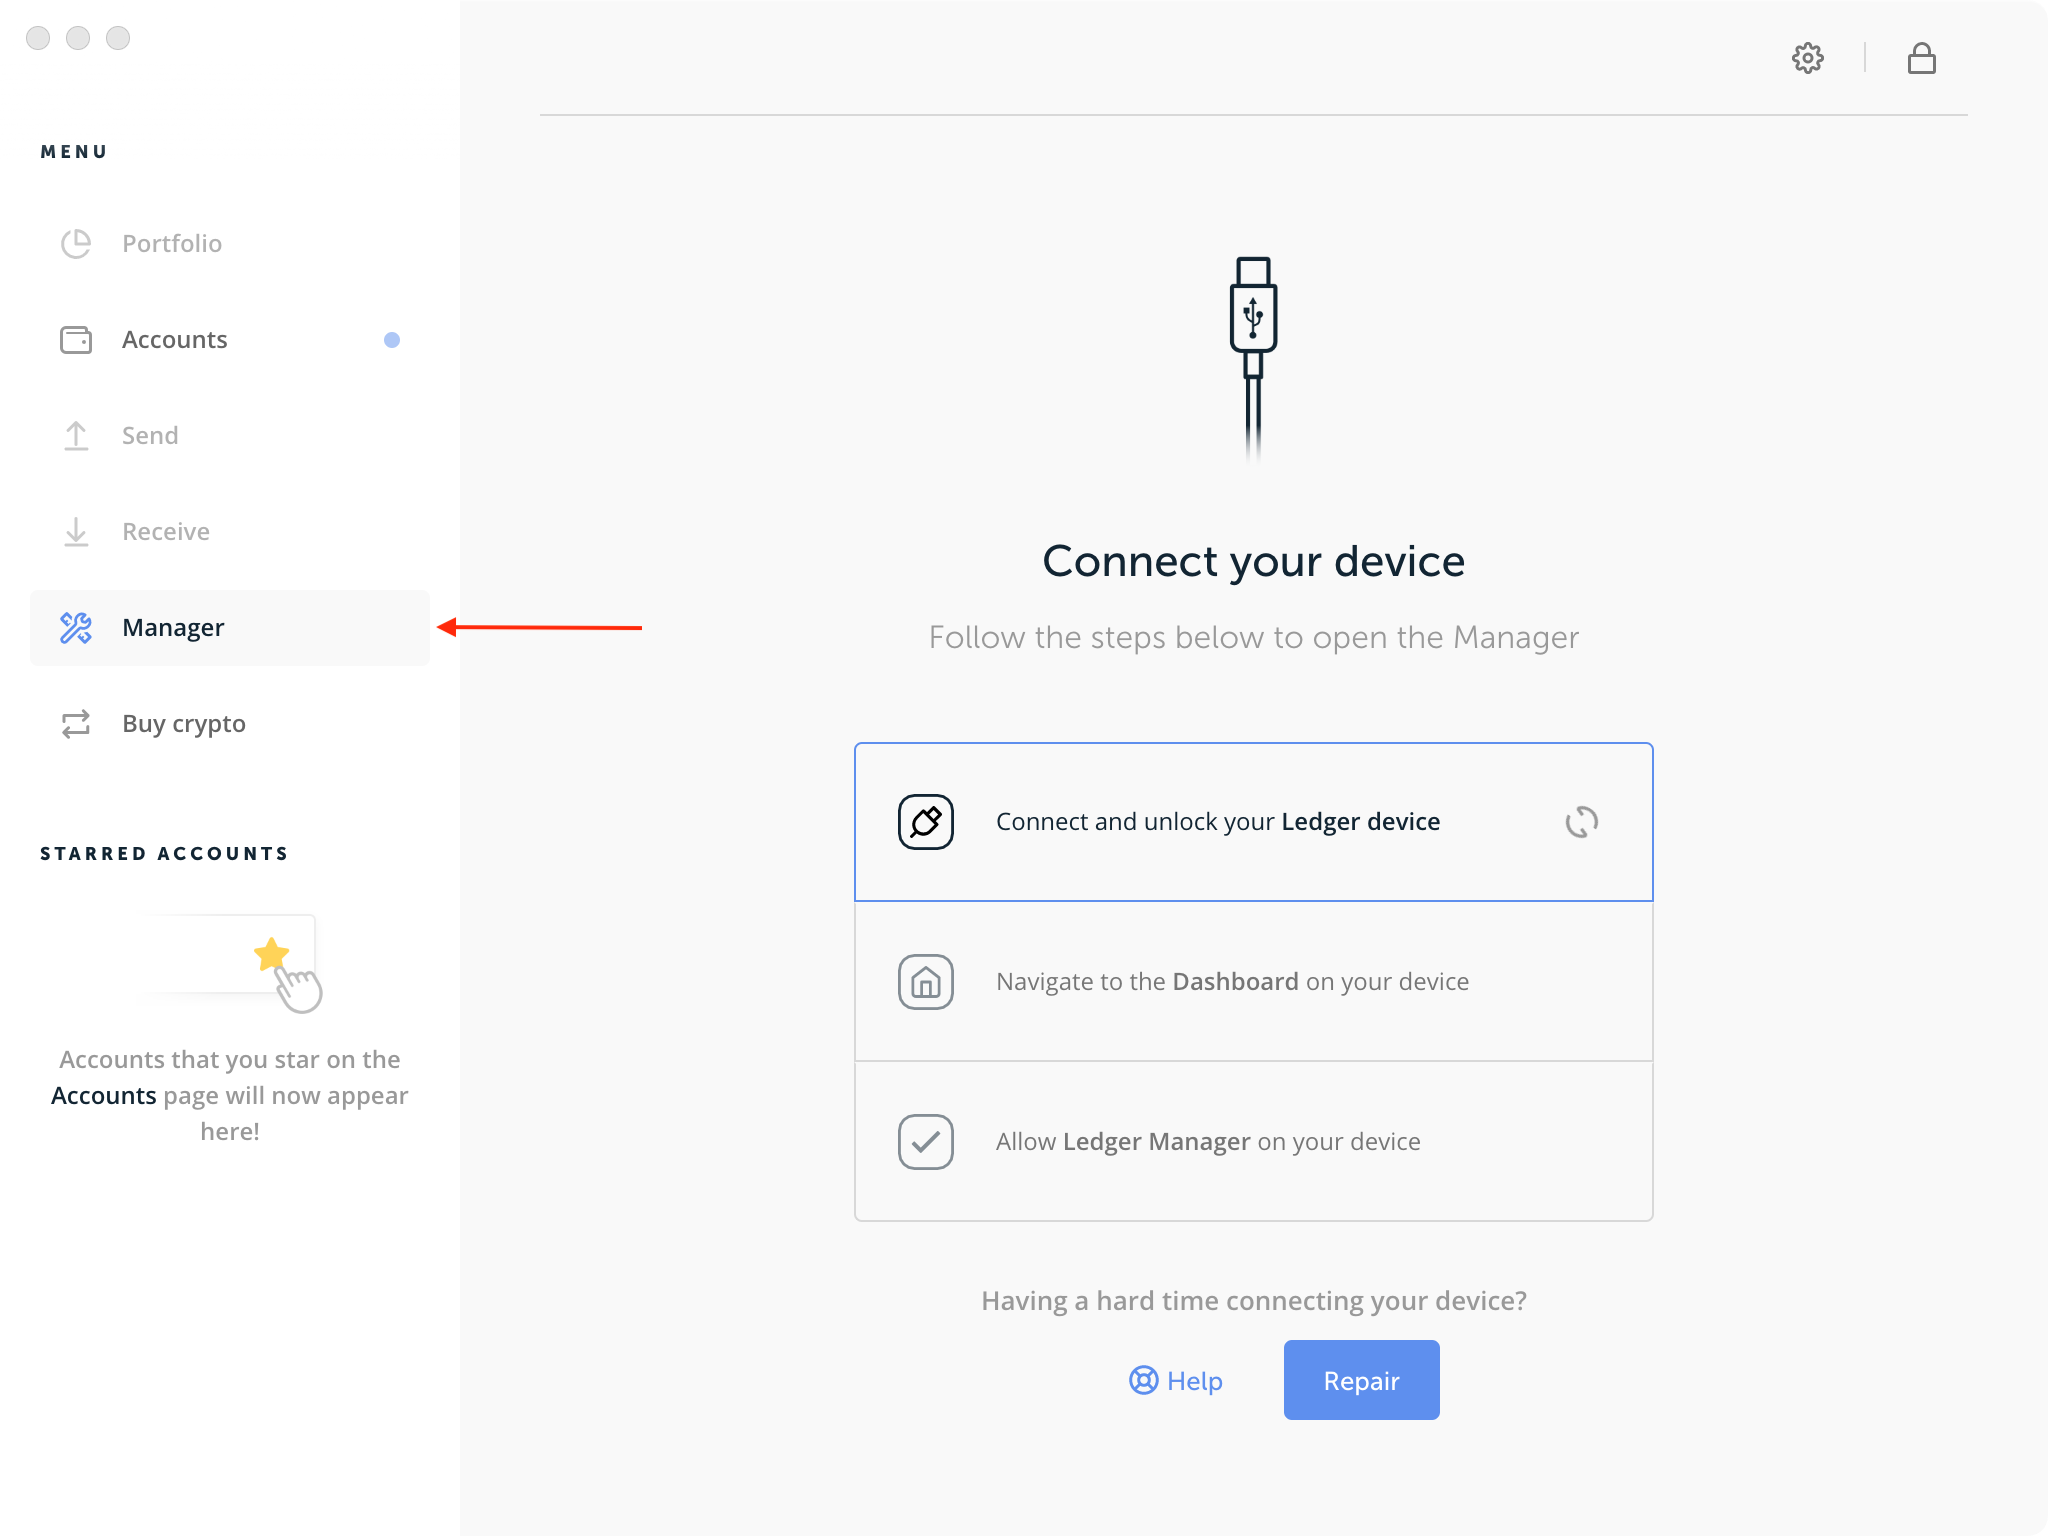 MENU
Portfolio
Accounts
Send
Receive
Manager
Buy crypto
STARRED ACCOUNTS
Accounts that you star on the
Accounts page will now appear
here!
Connect your device
Follow the steps below to open the Manager
Connect and unlock your Ledger device
Navigate to the Dashboard on your device
Allow Ledger Manager on your device
Having a hard time connecting your device?
Help
Repair